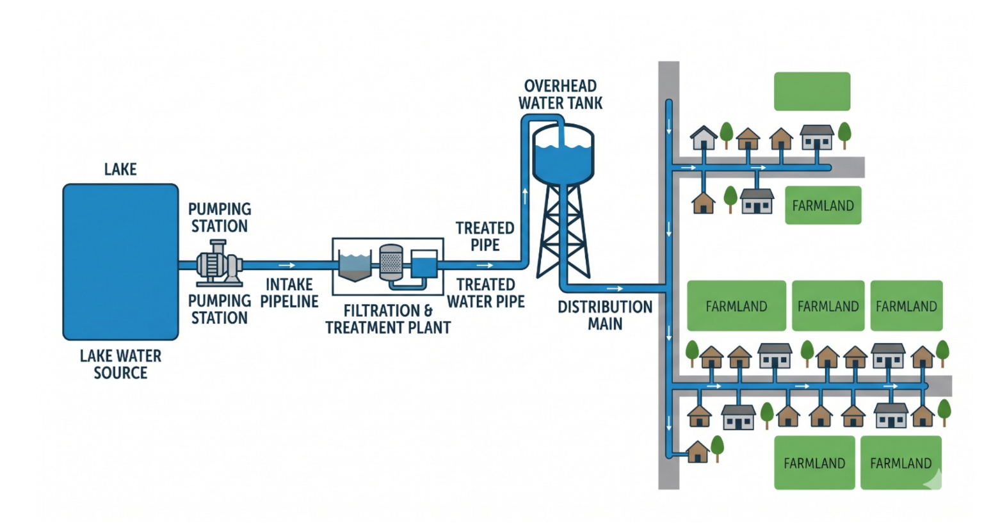 OVERHEAD
WATER TANK
LAKE
PUMPING
STATION
FARMLAND
TREATED
PIPE
INTAKE
PIPELINE
TREATED
WATER PIPE
PUMPING
STATION
FILTRATION &
TREATMENT PLANT
DISTRIBUTION
MAIN
FARMLAND
FARMLAND
FARMLAND
LAKE WATER
SOURCE
FARMLAND
FARMLAND